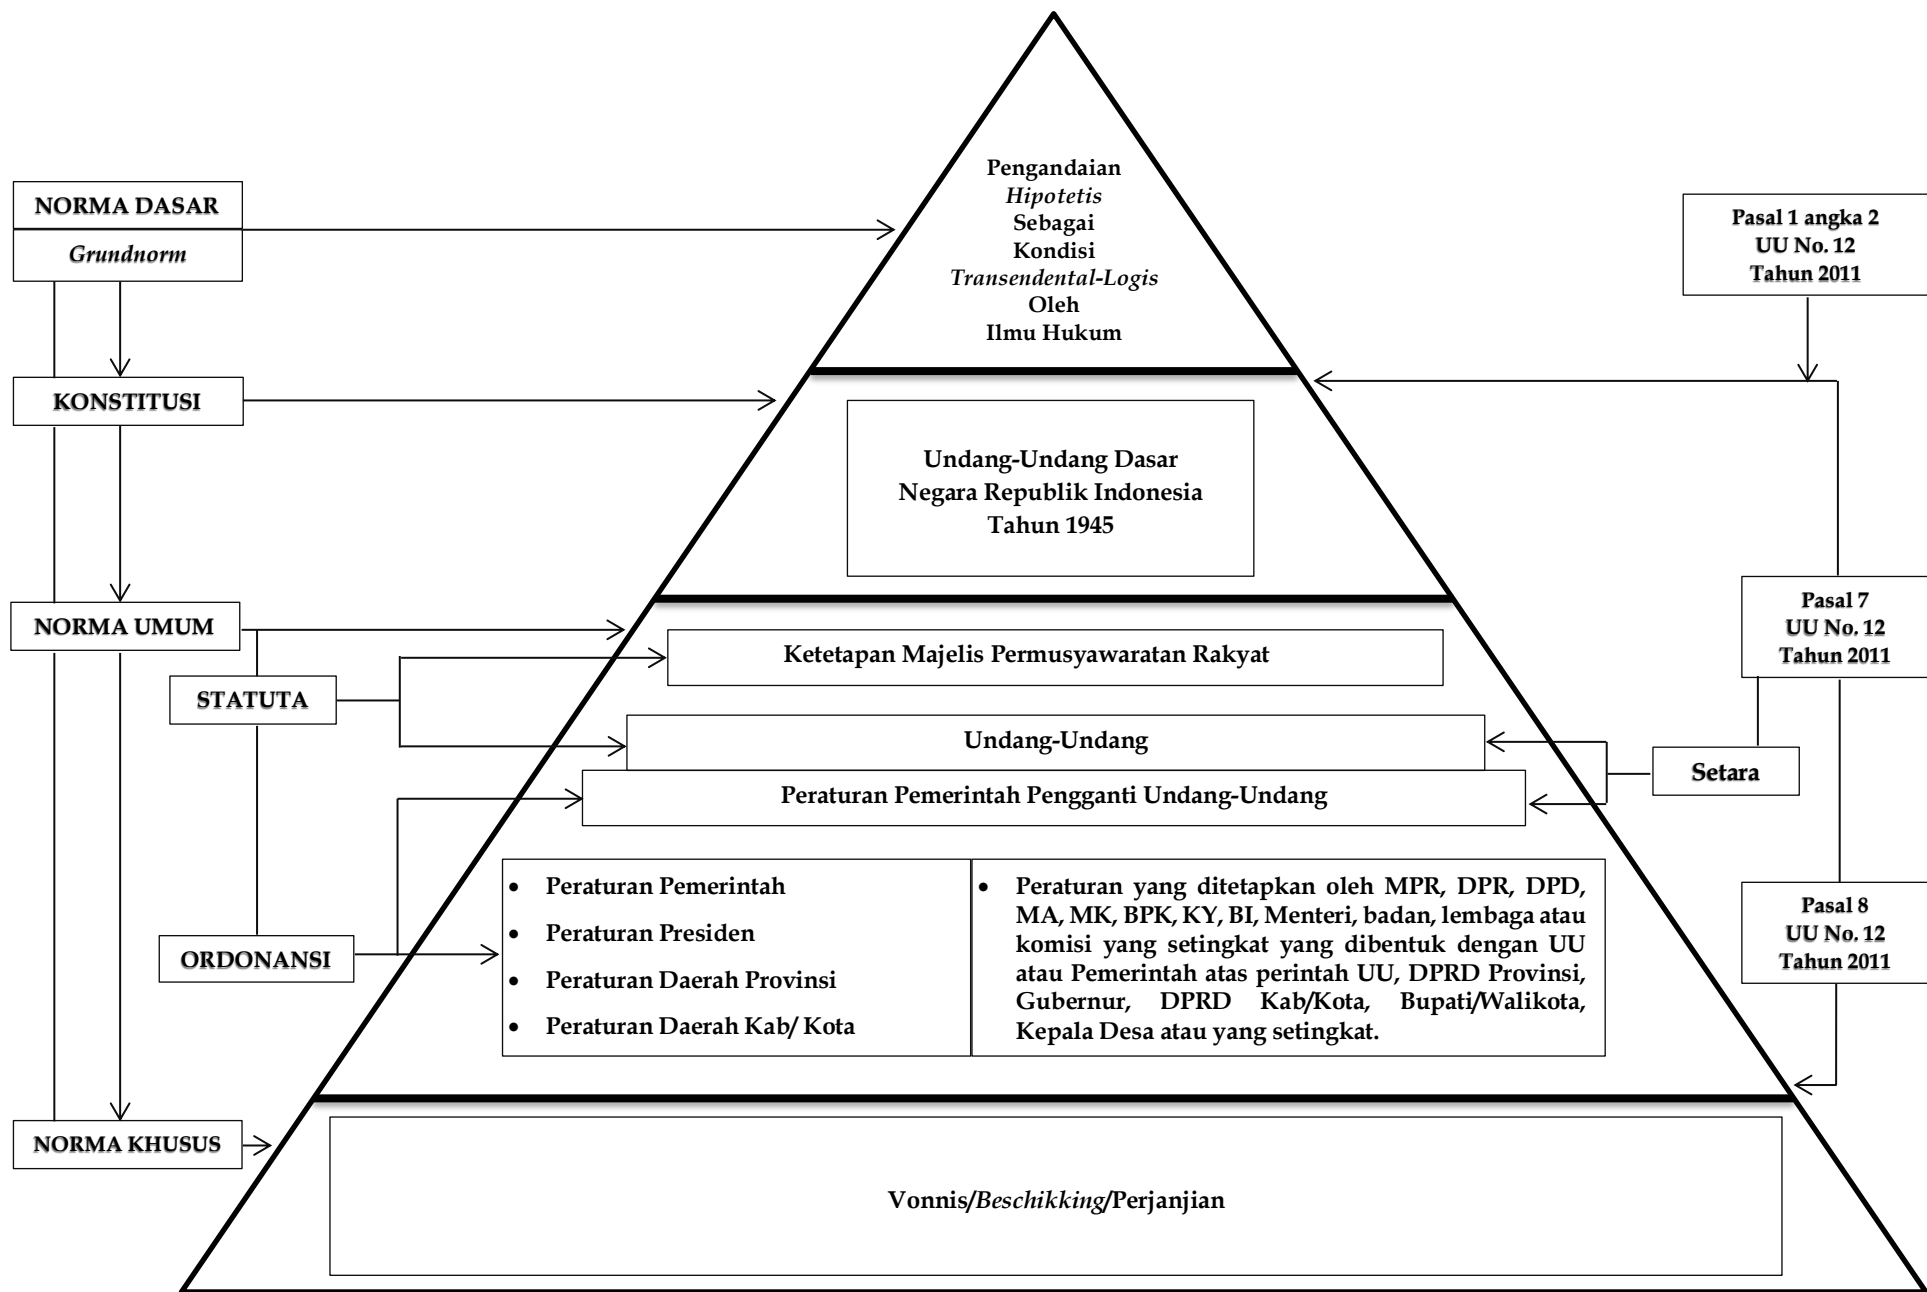 NORMA DASAR
Grundnorm
KONSTITUSI
NORMA UMUM
STATUTA
ORDONANSI
NORMA KHUSUS
Pengandaian
Hipotetis
Sebagai
Kondisi
Transendental-Logis
Oleh
Ilmu Hukum
Undang-Undang Dasar
Negara Republik Indonesia
Tahun 1945
Ketetapan Majelis Permusyawaratan Rakyat
Undang-Undang
Peraturan Pemerintah Pengganti Undang-Undang
• Peraturan Pemerintah
• Peraturan Presiden
• Peraturan Daerah Provinsi
• Peraturan Daerah Kab/ Kota
• Peraturan yang ditetapkan oleh MPR, DPR, DPD,
MA, MK, BPK, KY, BI, Menteri, badan, lembaga atau
komisi yang setingkat yang dibentuk dengan UU
atau Pemerintah atas perintah UU, DPRD Provinsi,
Gubernur, DPRD Kab/Kota, Bupati/Walikota,
Kepala Desa atau yang setingkat.
Vonnis/Beschikking/Perjanjian
Pasal 1 angka 2
UU No. 12
Tahun 2011
Pasal 7
UU No. 12
Tahun 2011
Setara
Pasal 8
UU No. 12
Tahun 2011